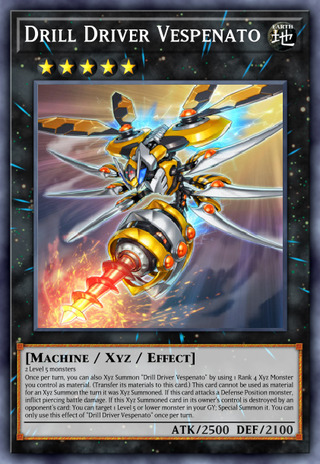 Drill Driver Vespenato
EARTH
地
[Machine / Xyz / Effect]
2 Level 5 monsters
Once per turn, you can also Xyz Summon "Drill Driver Vespenato" by using 1 Rank 4 Xyz Monster
you control as material. (Transfer its materials to this card.) This card cannot be used as material
for an Xyz Summon the turn it was Xyz Summoned. If this card attacks a Defense Position monster,
inflict piercing battle damage. If this Xyz Summoned card in its owner's control is destroyed by an
opponent's card: You can target 1 Level 5 or lower monster in your GY; Special Summon it. You can
only use this effect of "Drill Driver Vespenato" once per turn.
ATK/2500 DEF/2100